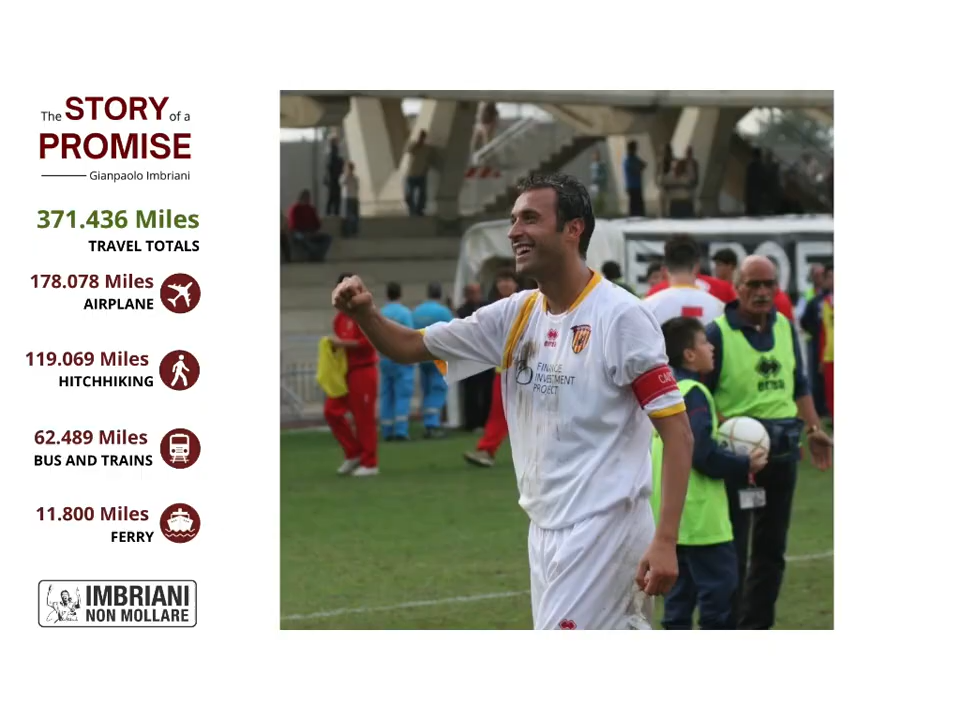 The STORY of a
PROMISE
Gianpaolo Imbriani
371.436 Miles
TRAVEL TOTALS
178.078 Miles
AIRPLANE
119.069 Miles
HITCHHIKING
62.489 Miles
BUS AND TRAINS
11.800 Miles
FERRY
IMBRIANI
NON MOLLARE
FINANCE
INVESTMENT
PROJECT